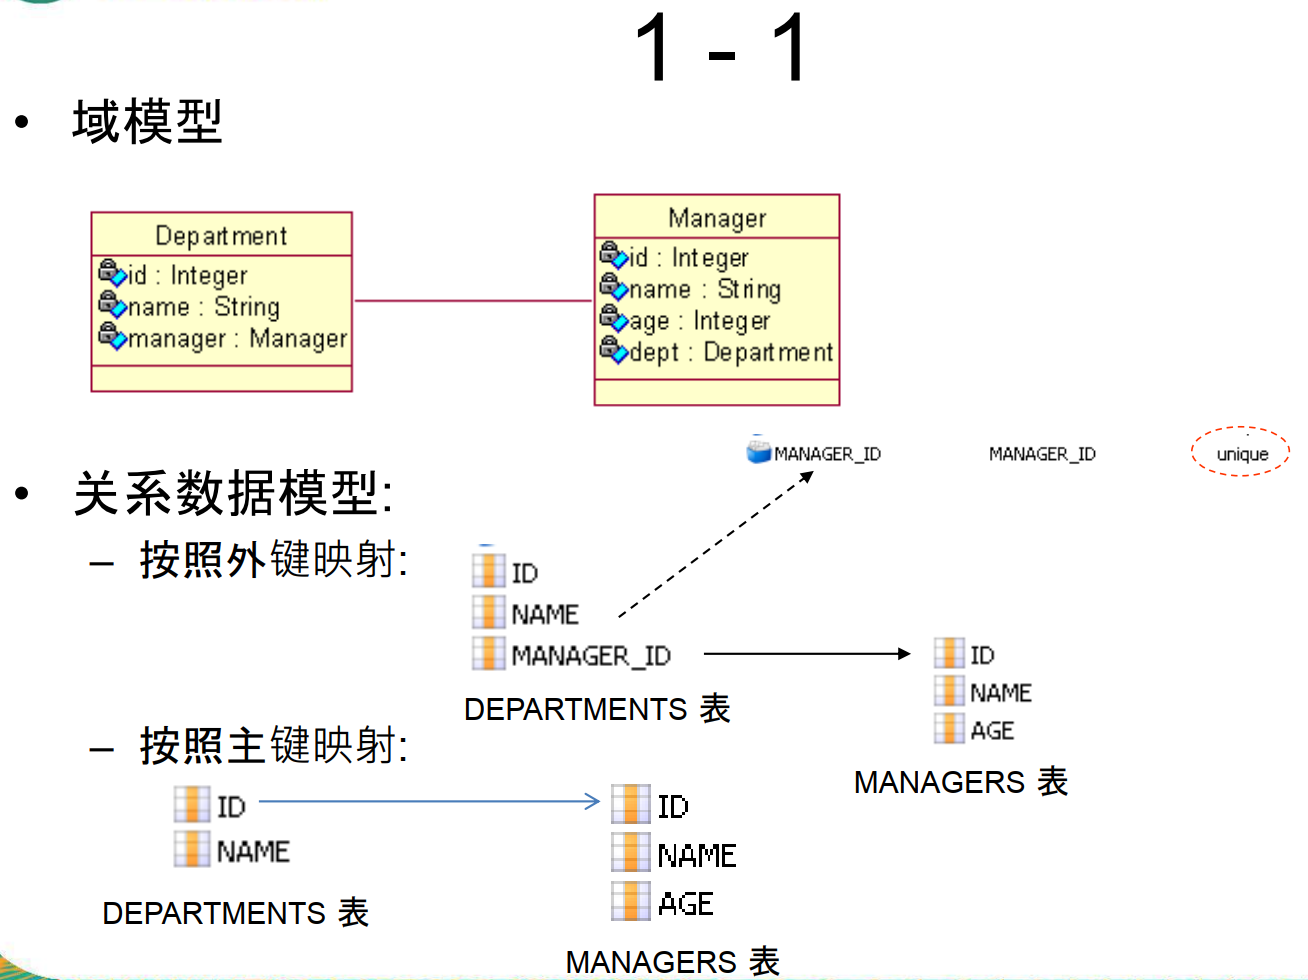 1 - 1
• 域模型
Department
id : Integer
name : String
manager : Manager
Manager
id : Integer
name : String
age : Integer
dept : Department
MANAGER_ID MANAGER_ID unique
• 关系数据模型:
– 按照外键映射:
ID
NAME
MANAGER_ID
DEPARTMENTS 表
ID
NAME
AGE
MANAGERS 表
– 按照主键映射:
ID
NAME
DEPARTMENTS 表
ID
NAME
AGE
MANAGERS 表